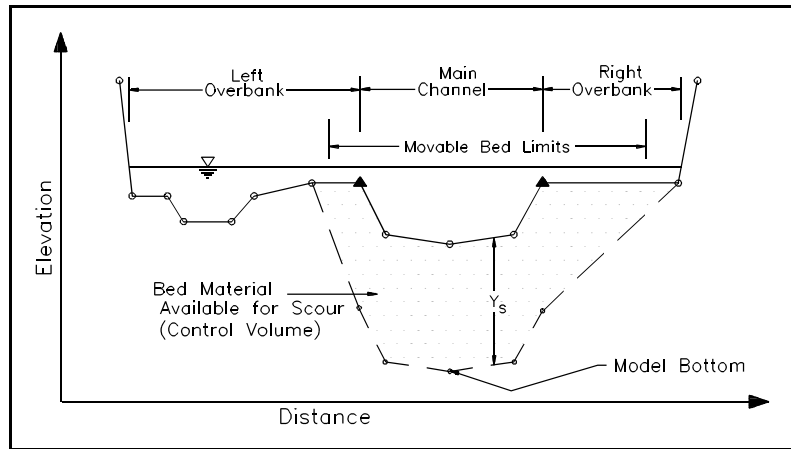 Left
Overbank
Main
Channel
Right
Overbank
Movable Bed Limits
Elevation
Bed Material
Available for Scour
(Control Volume)
Ys
Model Bottom
Distance